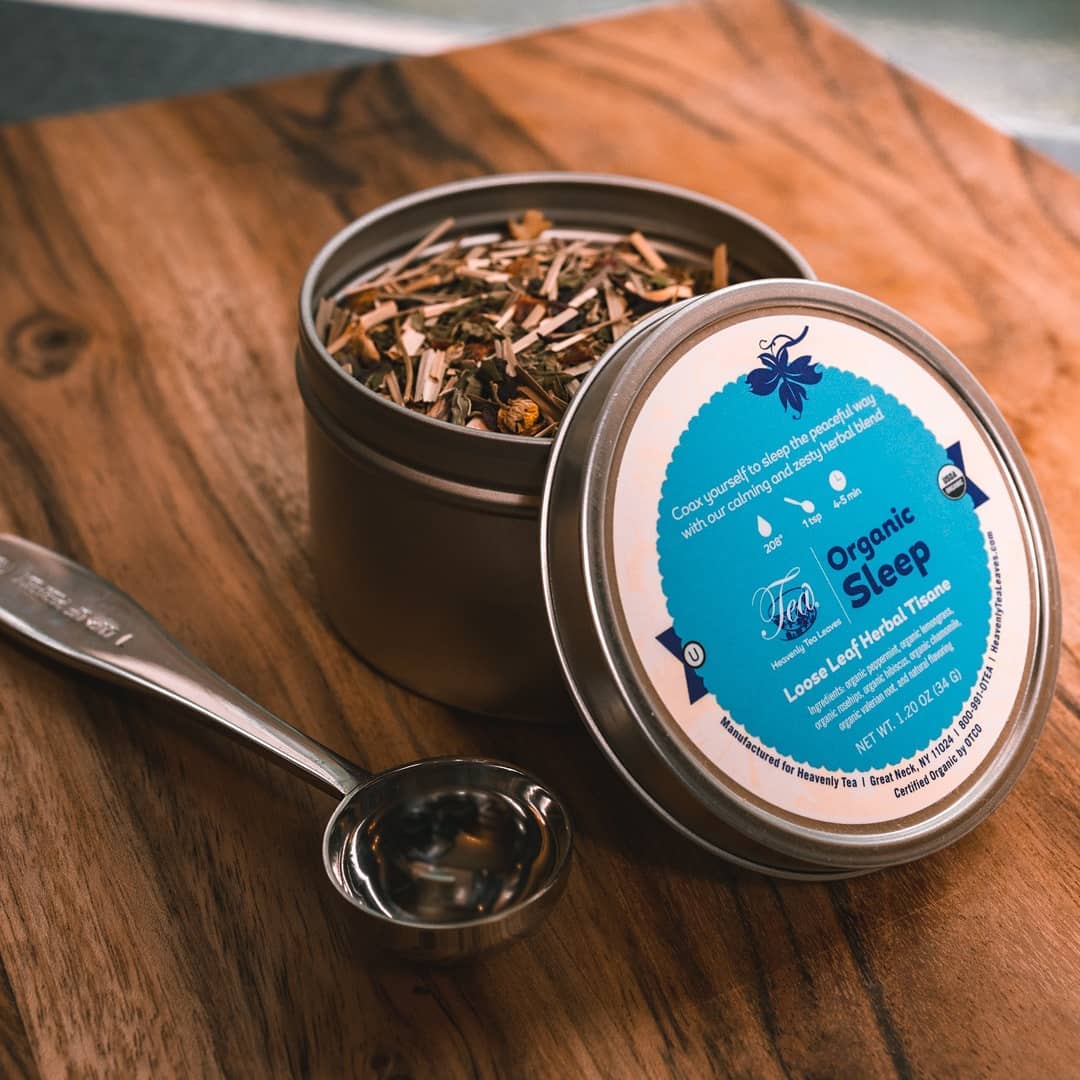 Coax yourself to sleep the peaceful way
with our calming and zesty herbal blend
208°
1 tsp
4-5 min
Tea
Heavenly Tea Leaves
Organic
Sleep
Loose Leaf Herbal Tisane
Ingredients: organic peppermint, organic lemongrass,
organic rosehips, organic hibiscus, organic chamomile,
organic valerian root, and natural flavoring
NET WT. 1.20 OZ (34 G)
USDA
ORGANIC
U
Manufactured for Heavenly Tea | Great Neck, NY 11024 | 800-991-0TEA | HeavenlyTeaLeaves.com
Certified Organic by OTCO